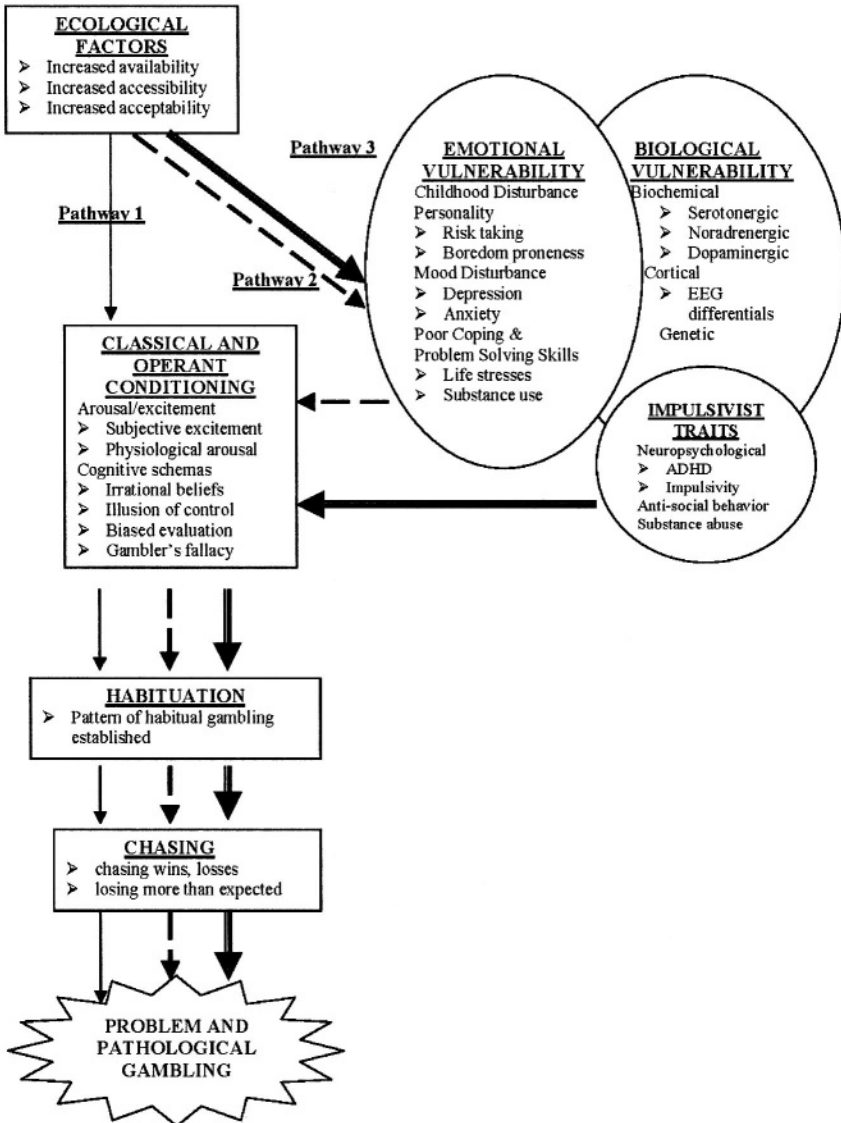 ECOLOGICAL
FACTORS
➢ Increased availability
➢ Increased accessibility
➢ Increased acceptability
Pathway 1
Pathway 2
Pathway 3
EMOTIONAL
VULNERABILITY
Childhood Disturbance
Personality
➢ Risk taking
➢ Boredom proneness
Mood Disturbance
➢ Depression
➢ Anxiety
Poor Coping &
Problem Solving Skills
➢ Life stresses
➢ Substance use
BIOLOGICAL
VULNERABILITY
Biochemical
➢ Serotonergic
➢ Noradrenergic
➢ Dopaminergic
Cortical
➢ EEG
differentials
Genetic
IMPULSIVIST
TRAITS
Neuropsychological
➢ ADHD
➢ Impulsivity
Anti-social behavior
Substance abuse
CLASSICAL AND
OPERANT
CONDITIONING
Arousal/excitement
➢ Subjective excitement
➢ Physiological arousal
Cognitive schemas
➢ Irrational beliefs
➢ Illusion of control
➢ Biased evaluation
➢ Gambler's fallacy
HABITUATION
➢ Pattern of habitual gambling
established
CHASING
➢ chasing wins, losses
➢ losing more than expected
PROBLEM AND
PATHOLOGICAL
GAMBLING